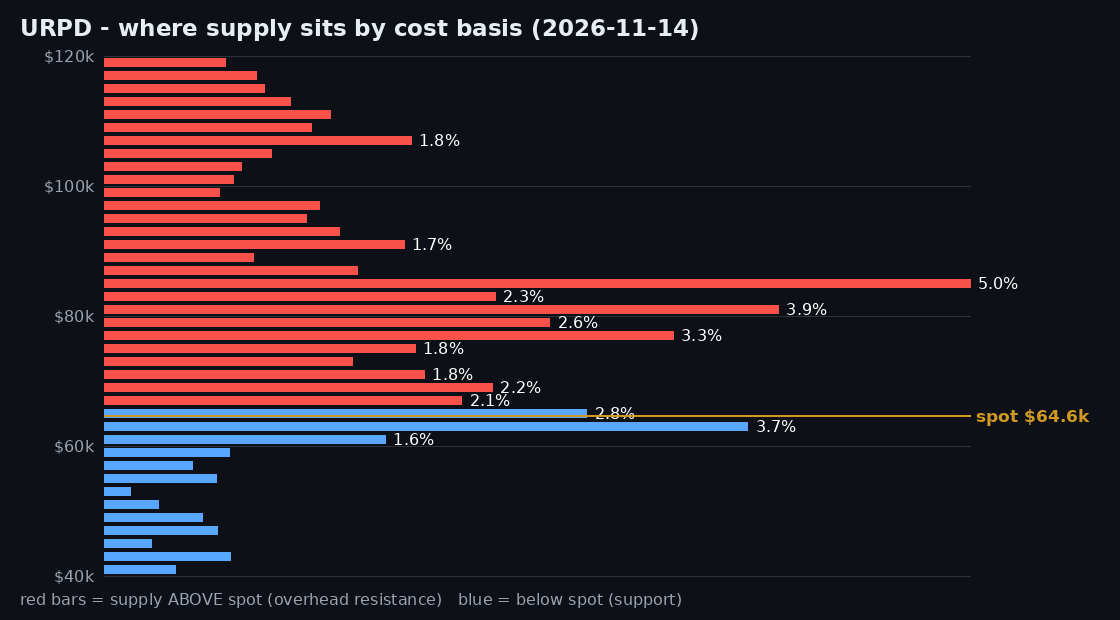 URPD - where supply sits by cost basis (2026-11-14)
$120k
1.8%
$100k
1.7%
5.0%
2.3%
3.9%
$80k
2.6%
3.3%
1.8%
1.8%
2.2%
2.1%
2.8%
spot $64.6k
3.7%
1.6%
$60k
$40k
red bars = supply ABOVE spot (overhead resistance)   blue = below spot (support)